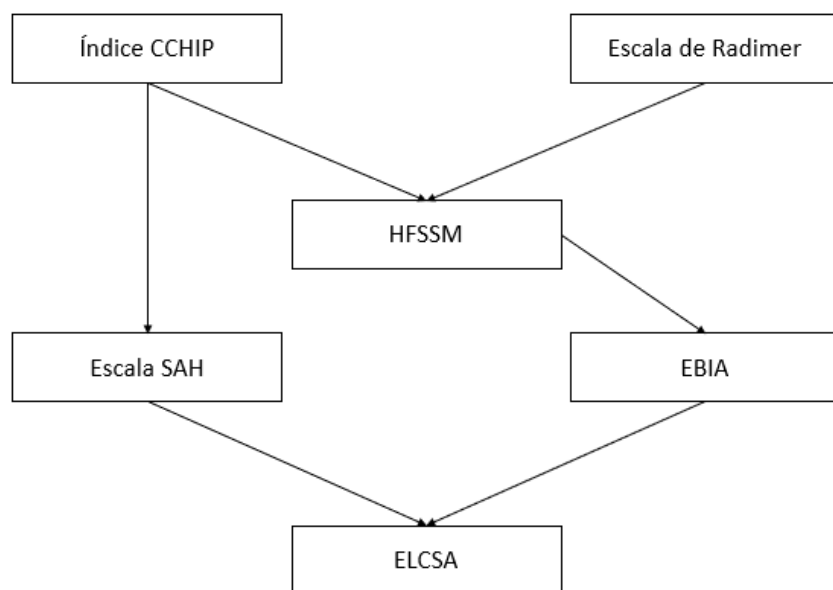 Índice CCHIP
Escala de Radimer
HFSSM
Escala SAH
EBIA
ELCSA